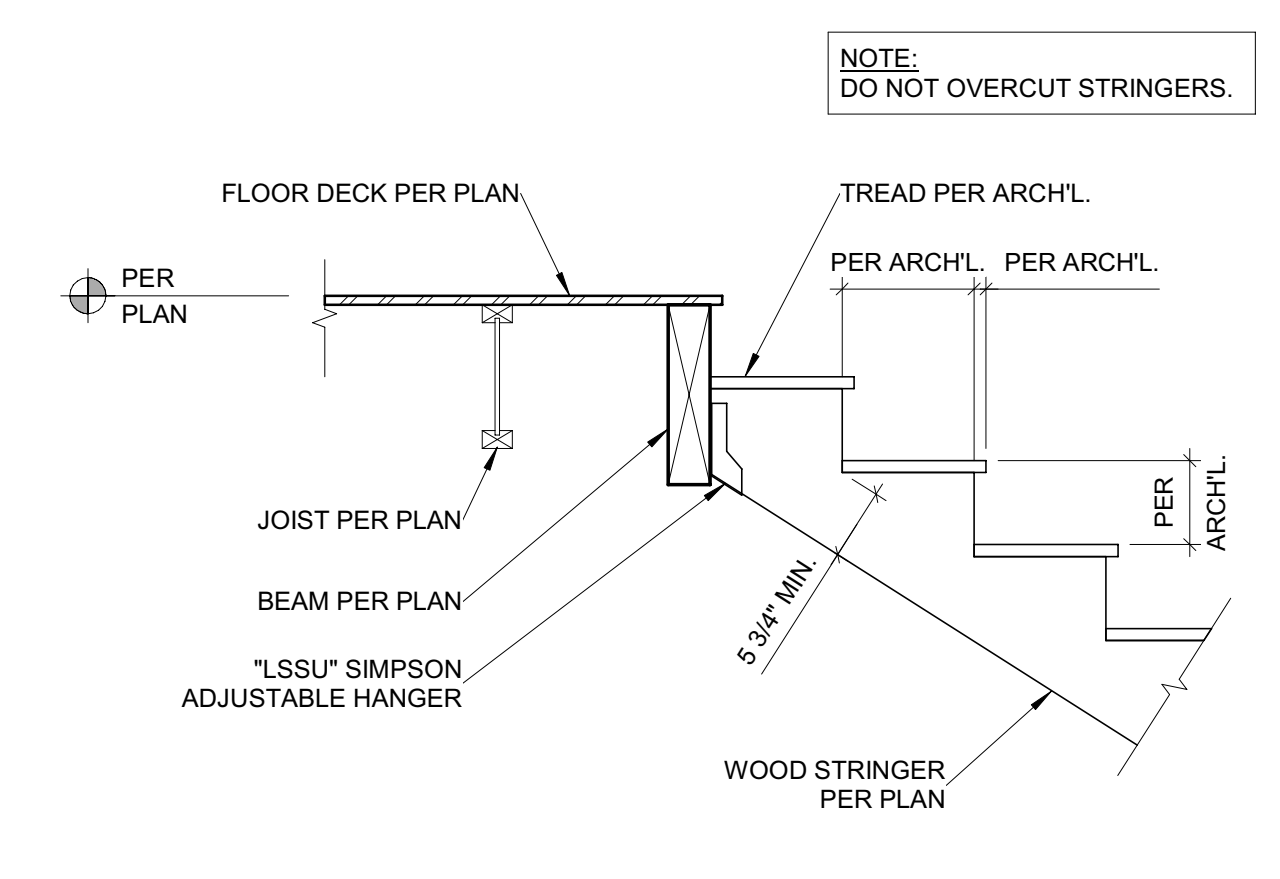 NOTE:
DO NOT OVERCUT STRINGERS.
FLOOR DECK PER PLAN
TREAD PER ARCH'L.
PER ARCH'L.
PER ARCH'L.
PER
PLAN
PER
ARCH'L.
JOIST PER PLAN
5 3/4" MIN.
BEAM PER PLAN
"LSSU" SIMPSON
ADJUSTABLE HANGER
WOOD STRINGER
PER PLAN